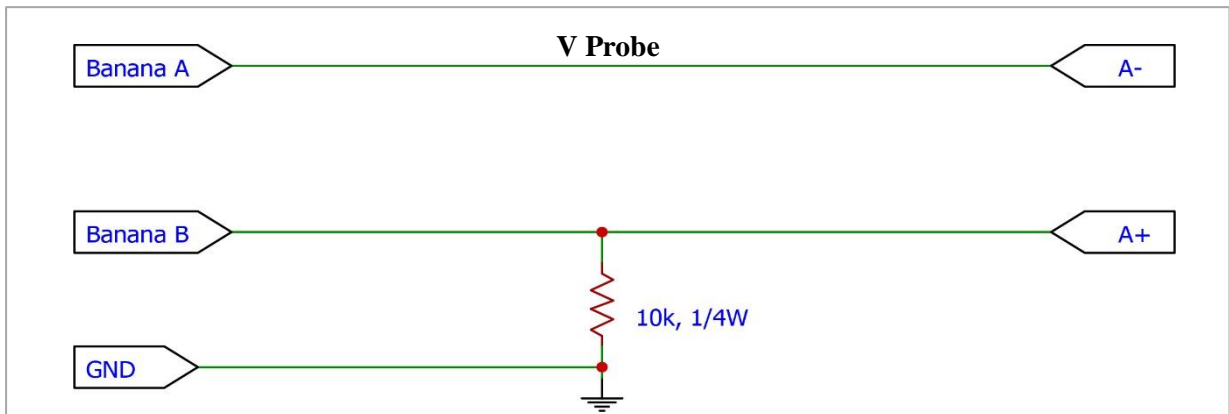 V Probe
Banana A
A-
Banana B
A+
10k, 1/4W
GND